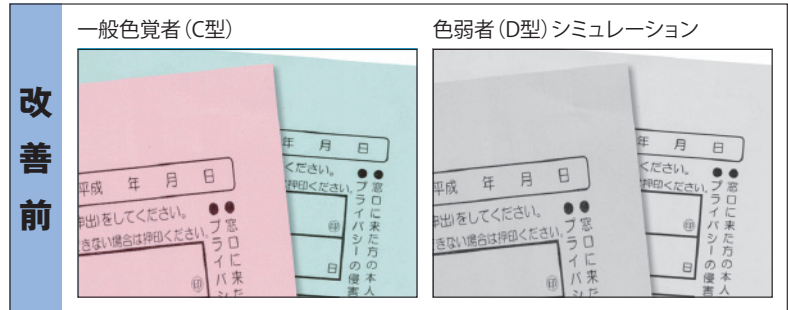 改善前
一般色覚者(C型)
平成 年 月 日
をしてください。
きない場合は押印ください。
印
●窓口に来た
●プライバシ
年 月 日
ください。
押印ください。
印
日
●窓口に来た方の本人
●プライバシーの侵害
色弱者(D型)シミュレーション
平成 年 月 日
をしてください。
きない場合は押印ください。
印
●窓口に来た
●プライバシ
年 月 日
ください。
押印ください。
印
日
●窓口に来た方の本人
●プライバシーの侵害